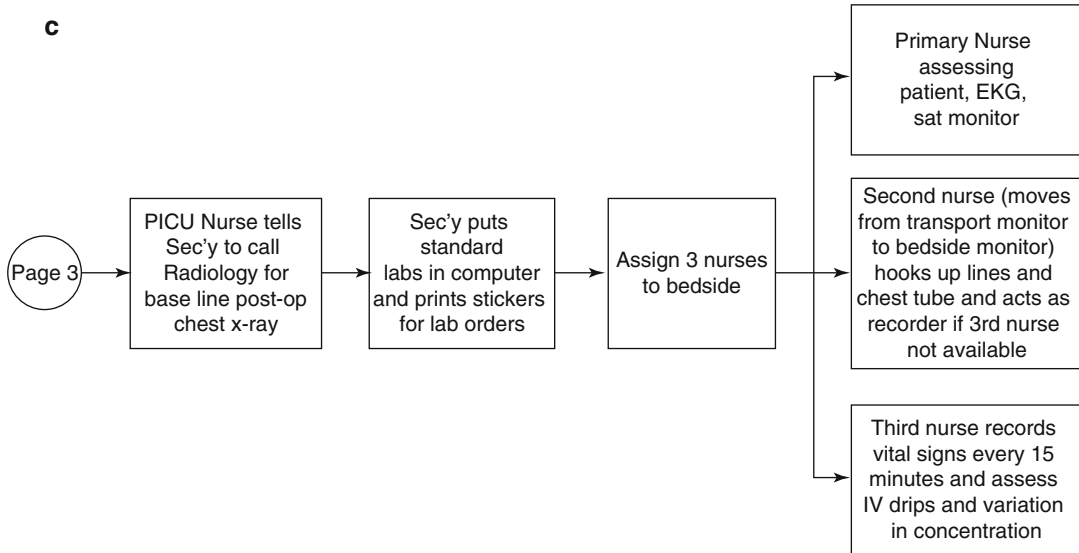 c
Page 3
PICU Nurse tells
Sec'y to call
Radiology for
base line post-op
chest x-ray
Sec'y puts
standard
labs in computer
and prints stickers
for lab orders
Assign 3 nurses
to bedside
Primary Nurse
assessing
patient, EKG,
sat monitor
Second nurse (moves
from transport monitor
to bedside monitor)
hooks up lines and
chest tube and acts as
recorder if 3rd nurse
not available
Third nurse records
vital signs every 15
minutes and assess
IV drips and variation
in concentration